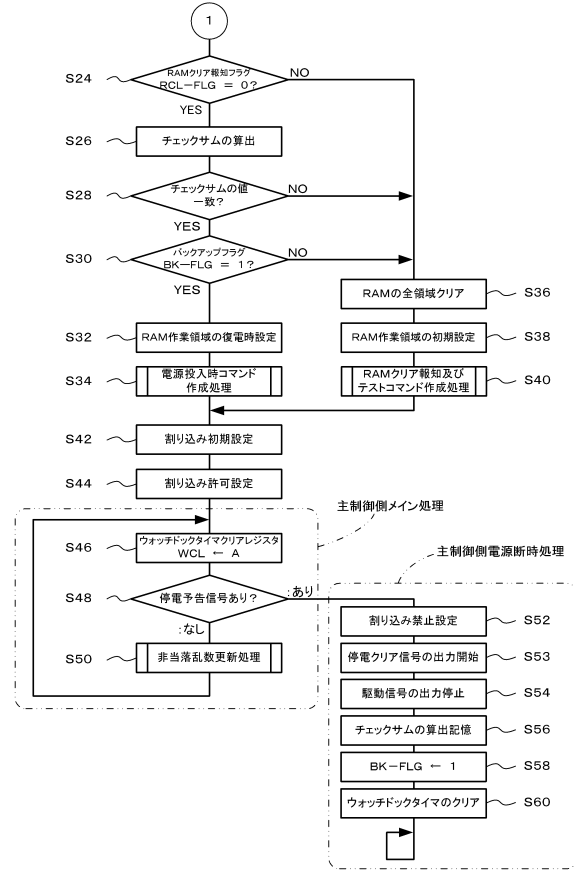 1
S24
RAMクリア報知フラグ
RCL-FLG = 0?
NO
YES
S26
チェックサムの算出
S28
チェックサムの値
一致?
NO
YES
S30
バックアップフラグ
BK-FLG = 1?
NO
YES
RAMの全領域クリア
S36
S32
RAM作業領域の復電時設定
RAM作業領域の初期設定
S38
S34
電源投入時コマンド
作成処理
RAMクリア報知及び
テストコマンド作成処理
S40
S42
割り込み初期設定
S44
割り込み許可設定
主制御側メイン処理
S46
ウォッチドックタイマクリアレジスタ
WCL ← A
主制御側電源断時処理
S48
停電予告信号あり?
:あり
:なし
S50
非当落乱数更新処理
割り込み禁止設定
S52
停電クリア信号の出力開始
S53
駆動信号の出力停止
S54
チェックサムの算出記憶
S56
BK-FLG ← 1
S58
ウォッチドックタイマのクリア
S60